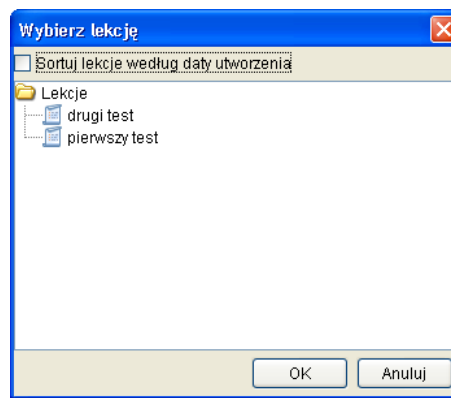 Wybierz lekcję
Sortuj lekcje według daty utworzenia
Lekcje
drugi test
pierwszy test
OK Anuluj